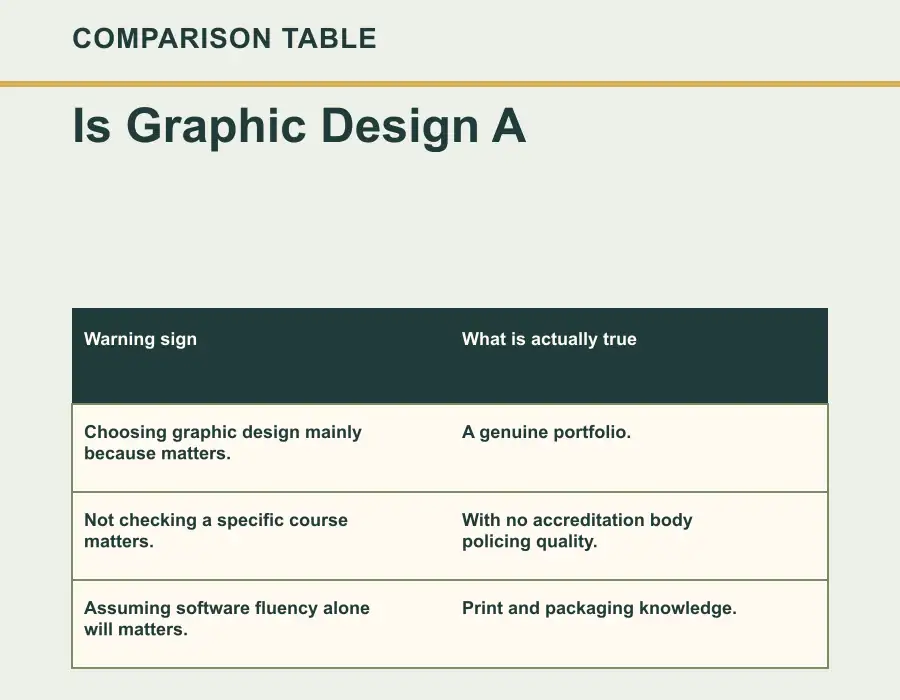 COMPARISON TABLE
Is Graphic Design A
Warning sign
What is actually true
Choosing graphic design mainly
because matters.
A genuine portfolio.
Not checking a specific course
matters.
With no accreditation body
policing quality.
Assuming software fluency alone
will matters.
Print and packaging knowledge.